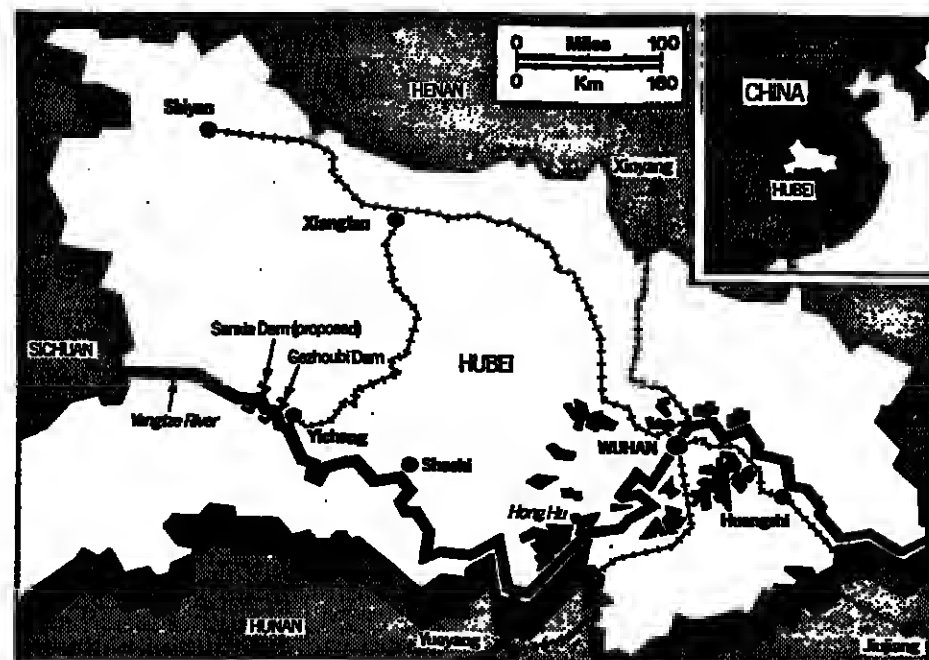 0 Miles 100
0 Km 160
HENAN
CHINA
HUBEI
Shiyan
Xinyang
Xiangfan
Sanxia Dam (proposed)
Gezhouba Dam
SICHUAN
HUBEI
Yangtze River
Yichang
Shashi
WUHAN
Hong Hu
Huangshi
HUNAN
Yueyang
Jiujiang